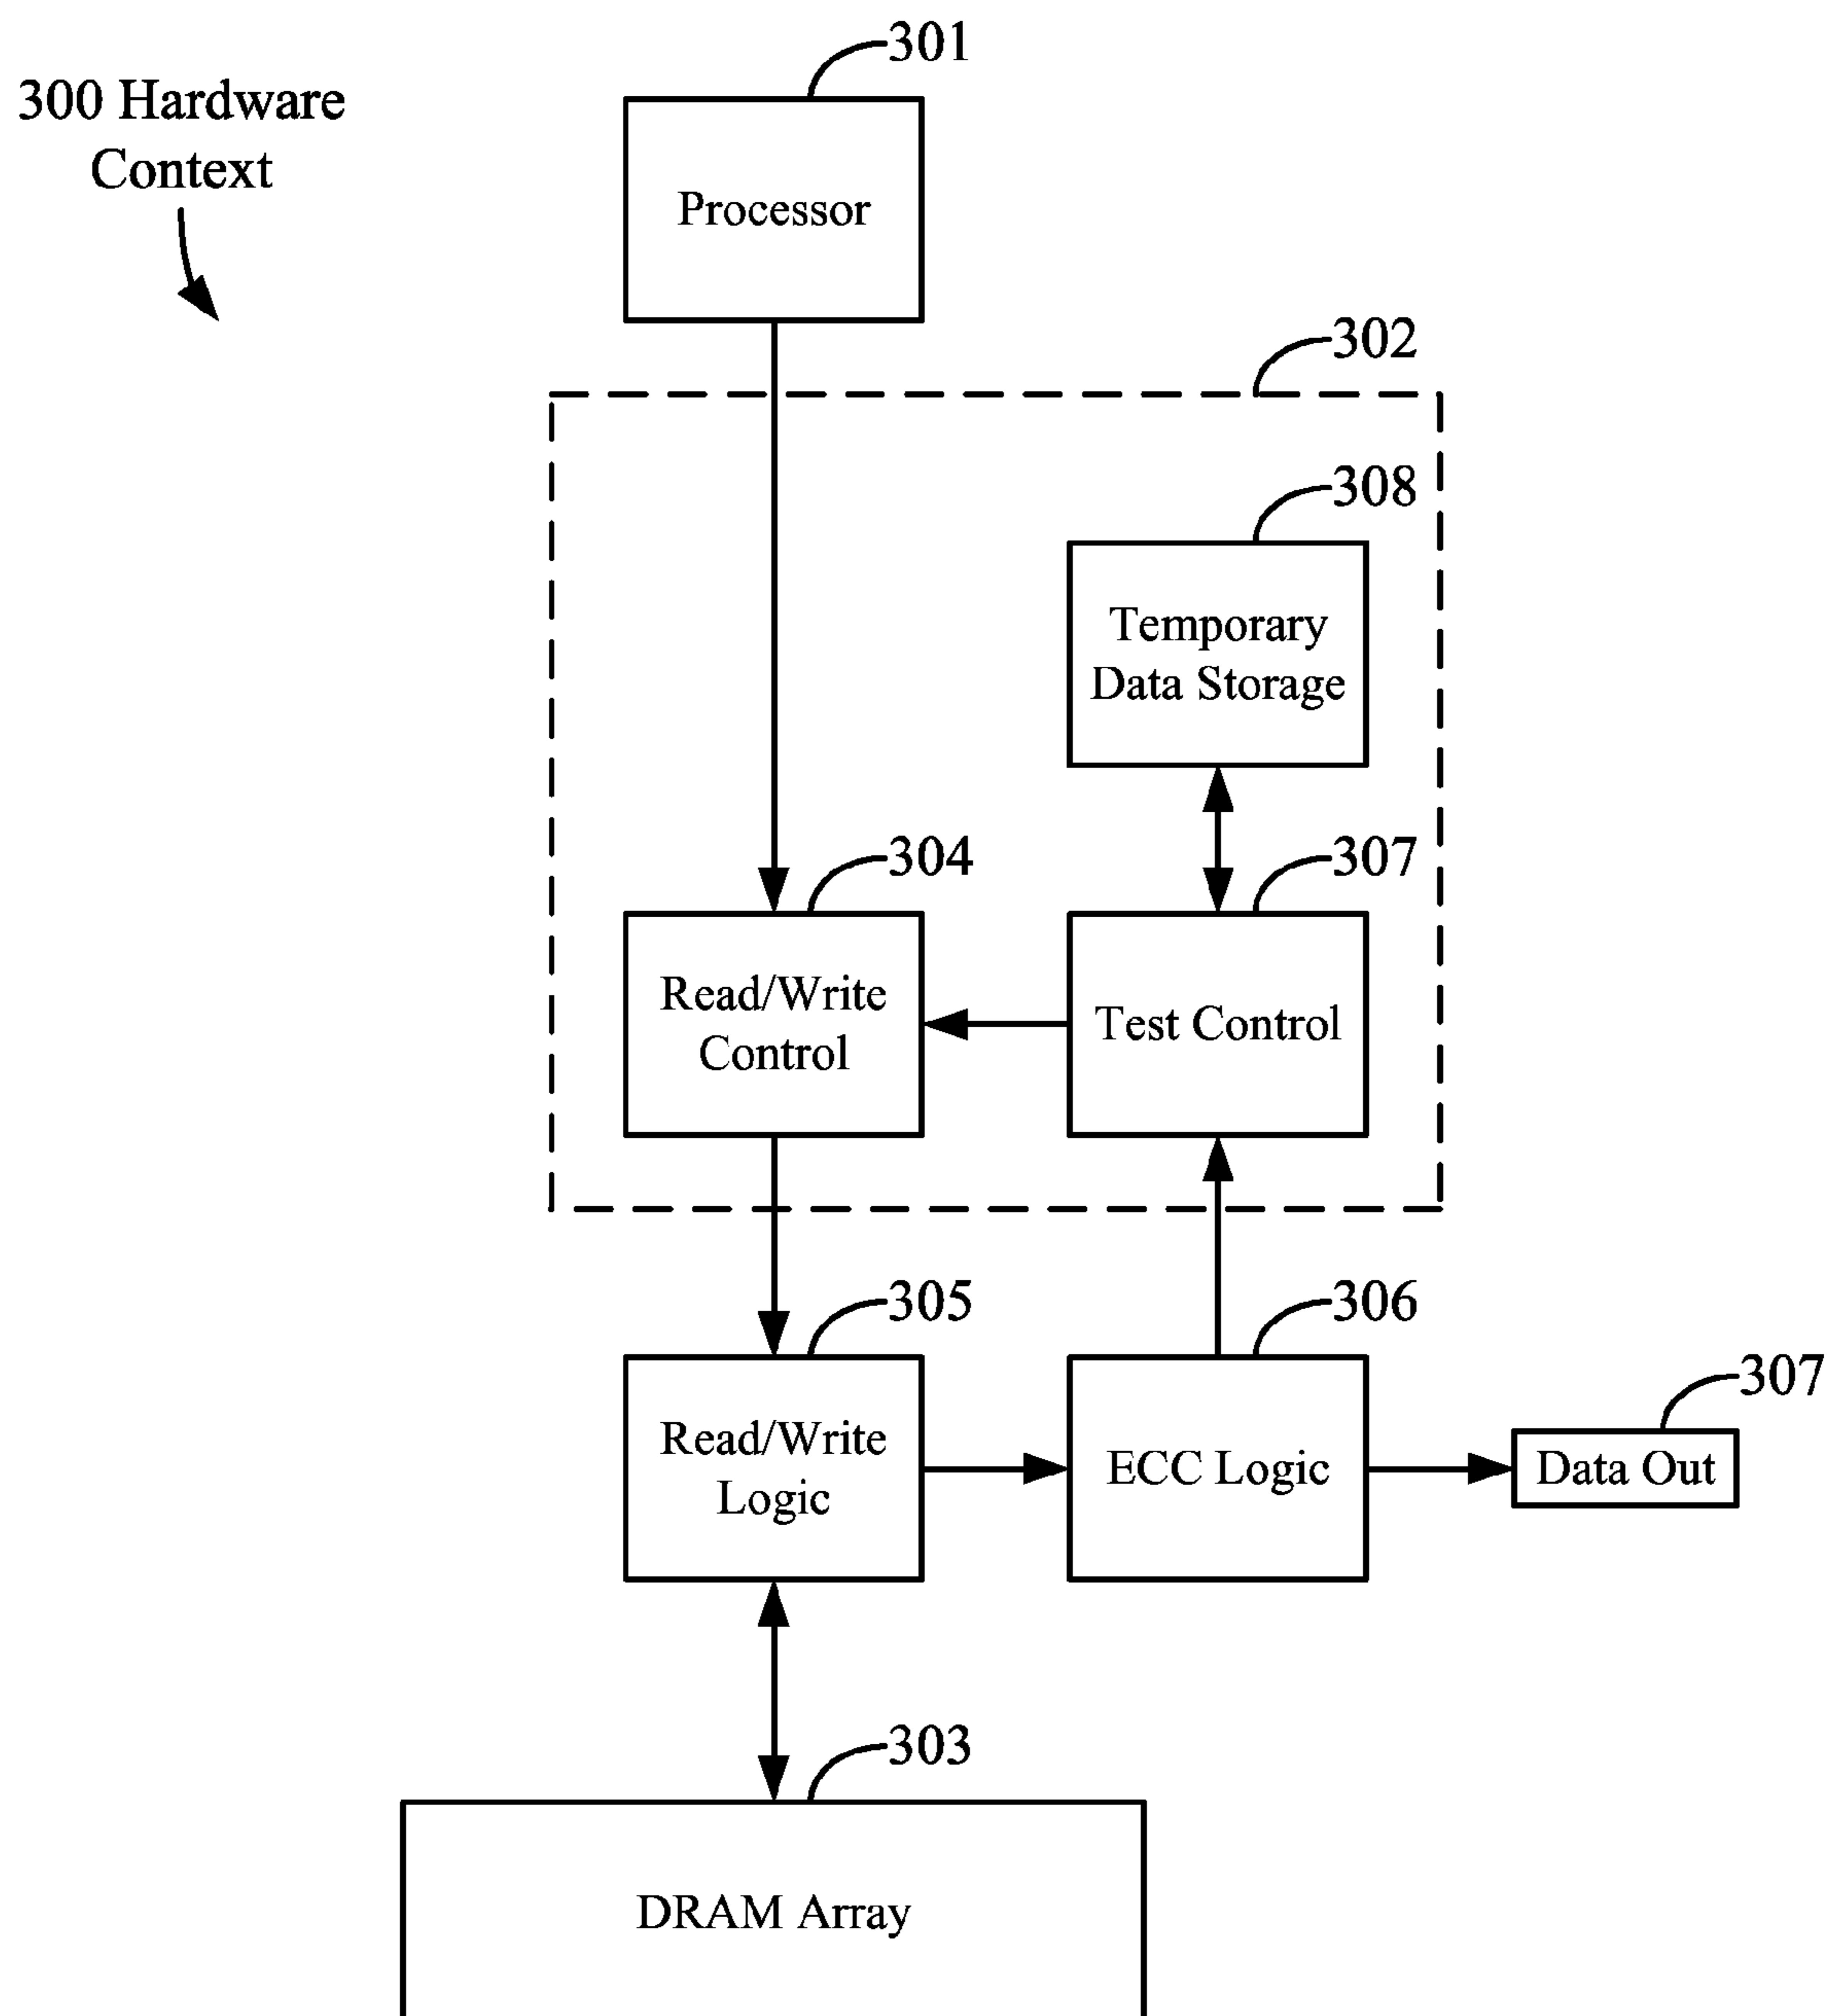 301
300 Hardware
Context
Processor
302
308
Temporary
Data Storage
304
307
Read/Write
Control
Test Control
305
306
307
Read/Write
Logic
ECC Logic
Data Out
303
DRAM Array